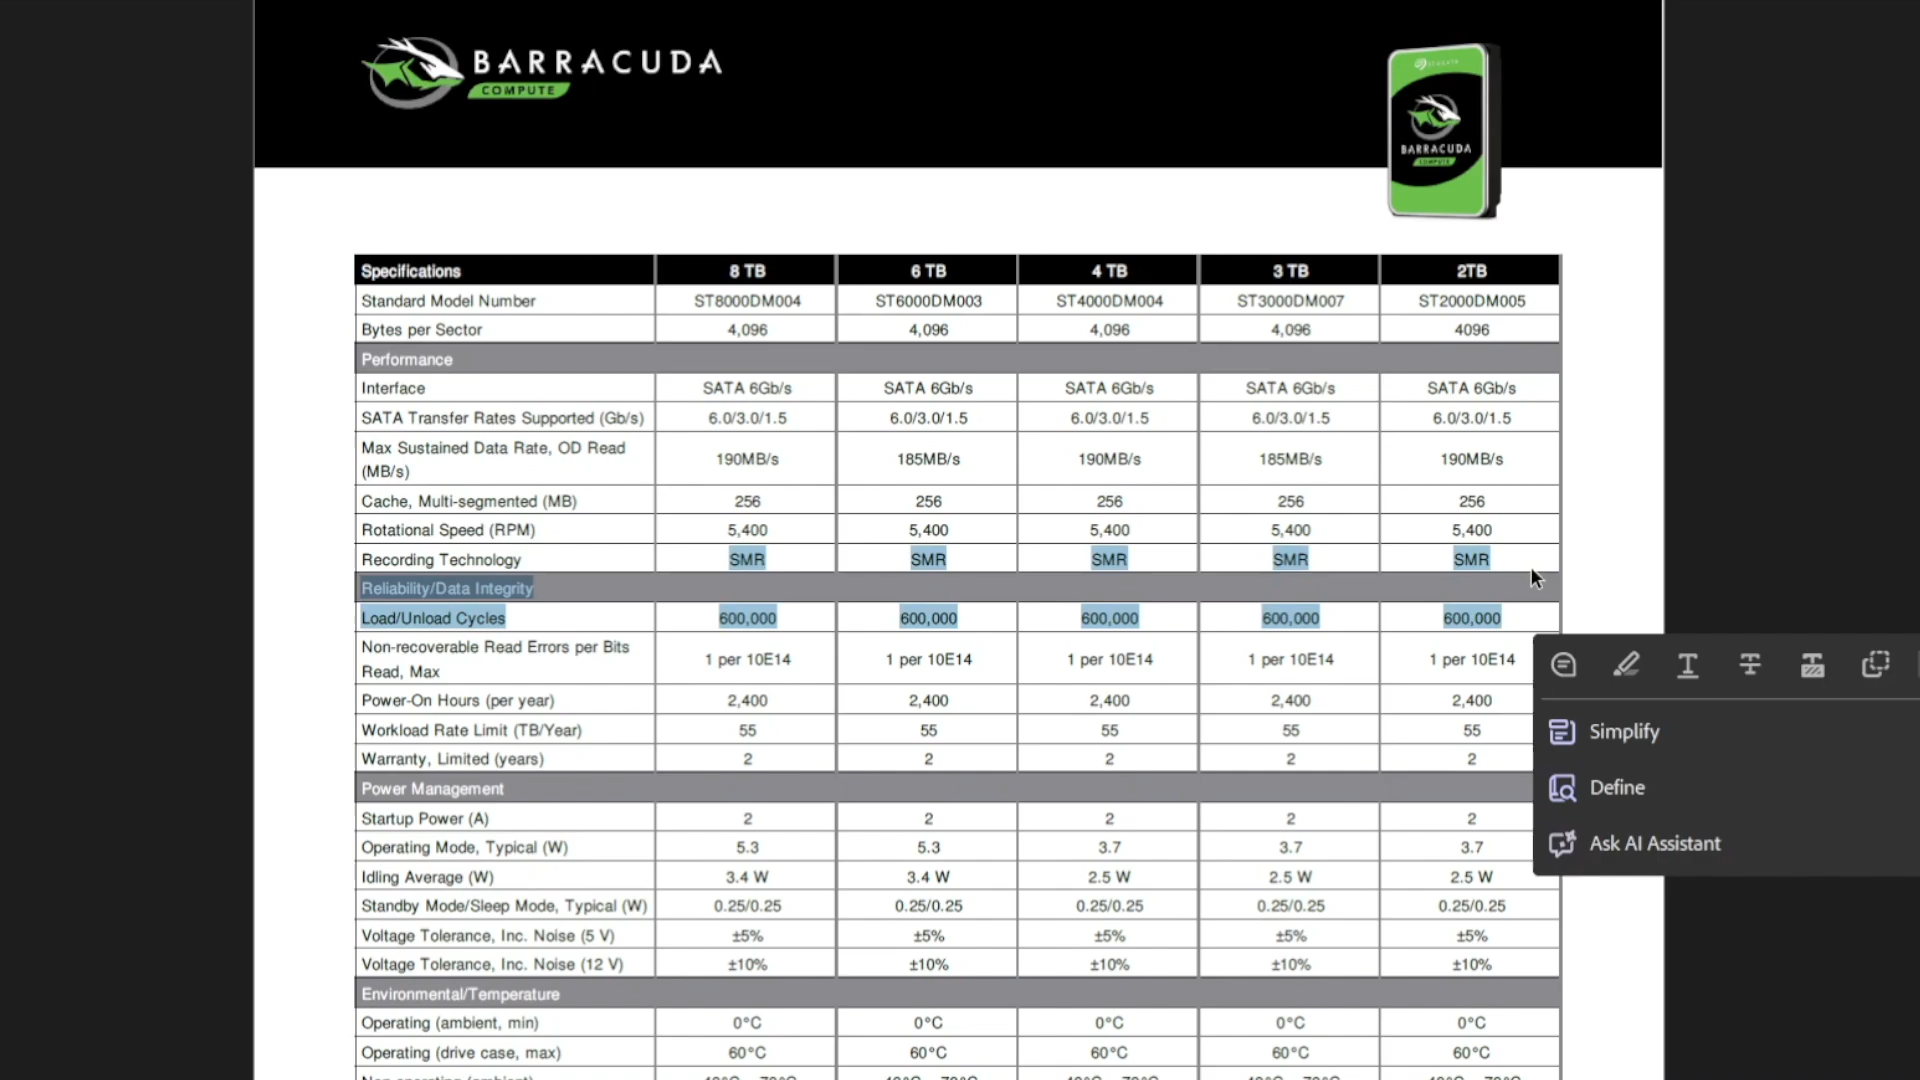 BARRACUDA
COMPUTE
SEAGATE
BARRACUDA
COMPUTE
Specifications 8 TB 6 TB 4 TB 3 TB 2TB
Standard Model Number ST8000DM004 ST6000DM003 ST4000DM004 ST3000DM007 ST2000DM005
Bytes per Sector 4,096 4,096 4,096 4,096 4096
Performance
Interface SATA 6Gb/s SATA 6Gb/s SATA 6Gb/s SATA 6Gb/s SATA 6Gb/s
SATA Transfer Rates Supported (Gb/s) 6.0/3.0/1.5 6.0/3.0/1.5 6.0/3.0/1.5 6.0/3.0/1.5 6.0/3.0/1.5
Max Sustained Data Rate, OD Read
(MB/s) 190MB/s 185MB/s 190MB/s 185MB/s 190MB/s
Cache, Multi-segmented (MB) 256 256 256 256 256
Rotational Speed (RPM) 5,400 5,400 5,400 5,400 5,400
Recording Technology SMR SMR SMR SMR SMR
Reliability/Data Integrity
Load/Unload Cycles 600,000 600,000 600,000 600,000 600,000
Non-recoverable Read Errors per Bits
Read, Max 1 per 10E14 1 per 10E14 1 per 10E14 1 per 10E14 1 per 10E14
Power-On Hours (per year) 2,400 2,400 2,400 2,400 2,400
Workload Rate Limit (TB/Year) 55 55 55 55 55
Warranty, Limited (years) 2 2 2 2 2
Power Management
Startup Power (A) 2 2 2 2 2
Operating Mode, Typical (W) 5.3 5.3 3.7 3.7 3.7
Idling Average (W) 3.4 W 3.4 W 2.5 W 2.5 W 2.5 W
Standby Mode/Sleep Mode, Typical (W) 0.25/0.25 0.25/0.25 0.25/0.25 0.25/0.25 0.25/0.25
Voltage Tolerance, Inc. Noise (5 V) ±5% ±5% ±5% ±5% ±5%
Voltage Tolerance, Inc. Noise (12 V) ±10% ±10% ±10% ±10% ±10%
Environmental/Temperature
Operating (ambient, min) 0°C 0°C 0°C 0°C 0°C
Operating (drive case, max) 60°C 60°C 60°C 60°C 60°C
Simplify
Define
Ask AI Assistant